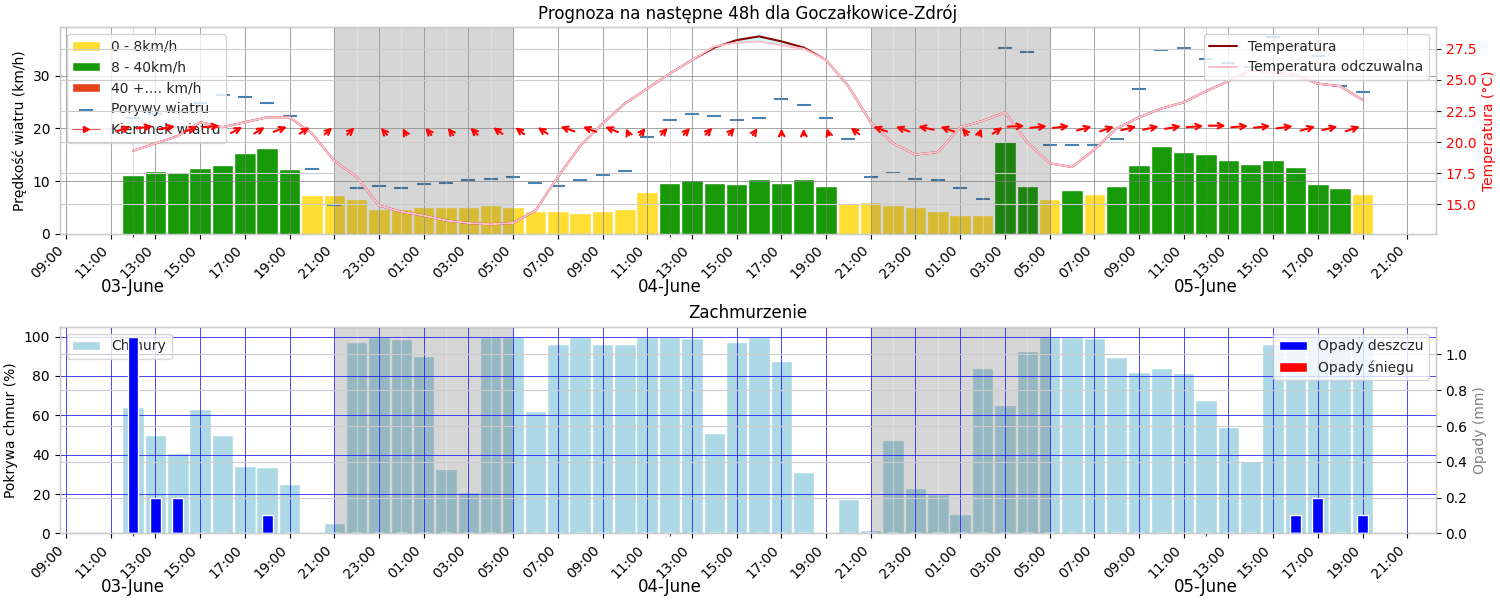 Prognoza na następne 48h dla Goczałkowice-Zdrój
0 - 8km/h
8 - 40km/h
40 +.... km/h
Porywy wiatru
Kierunek wiatru
Temperatura
Temperatura odczuwalna
Prędkość wiatru (km/h)
30
20
10
0
27.5
25.0
22.5
20.0
17.5
15.0
Temperatura (°C)
09:00 11:00 13:00 15:00 17:00 19:00 21:00 23:00 01:00 03:00 05:00 07:00 09:00 11:00 13:00 15:00 17:00 19:00 21:00 23:00 01:00 03:00 05:00 07:00 09:00 11:00 13:00 15:00 17:00 19:00 21:00
03-June 04-June 05-June
Zachmurzenie
Chmury
Opady deszczu
Opady śniegu
Pokrywa chmur (%)
100
80
60
40
20
0
1.0
0.8
0.6
0.4
0.2
0.0
Opady (mm)
09:00 11:00 13:00 15:00 17:00 19:00 21:00 23:00 01:00 03:00 05:00 07:00 09:00 11:00 13:00 15:00 17:00 19:00 21:00 23:00 01:00 03:00 05:00 07:00 09:00 11:00 13:00 15:00 17:00 19:00 21:00
03-June 04-June 05-June